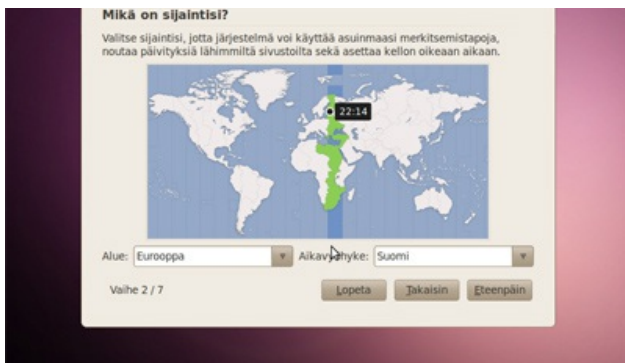 Mikä on sijaintisi?
Valitse sijaintisi, jotta järjestelmä voi käyttää asuinmaasi merkitsemistapoja,
noutaa päivityksiä lähimmiltä sivustoilta sekä asettaa kellon oikeaan aikaan.
22:14
Alue: Eurooppa Aikavyöhyke: Suomi
Vaihe 2 / 7 Lopeta Takaisin Eteenpäin